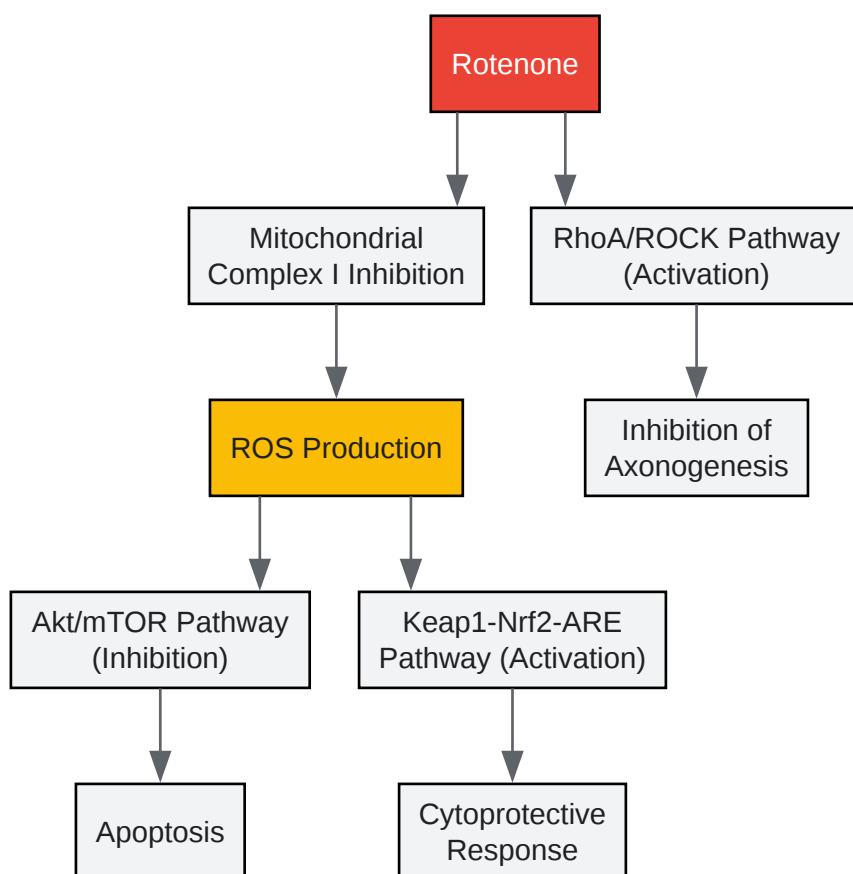 Rotenone
Mitochondrial
Complex I Inhibition
RhoA/ROCK Pathway
(Activation)
ROS Production
Inhibition of
Axonogenesis
Akt/mTOR Pathway
(Inhibition)
Keap1-Nrf2-ARE
Pathway (Activation)
Apoptosis
Cytoprotective
Response